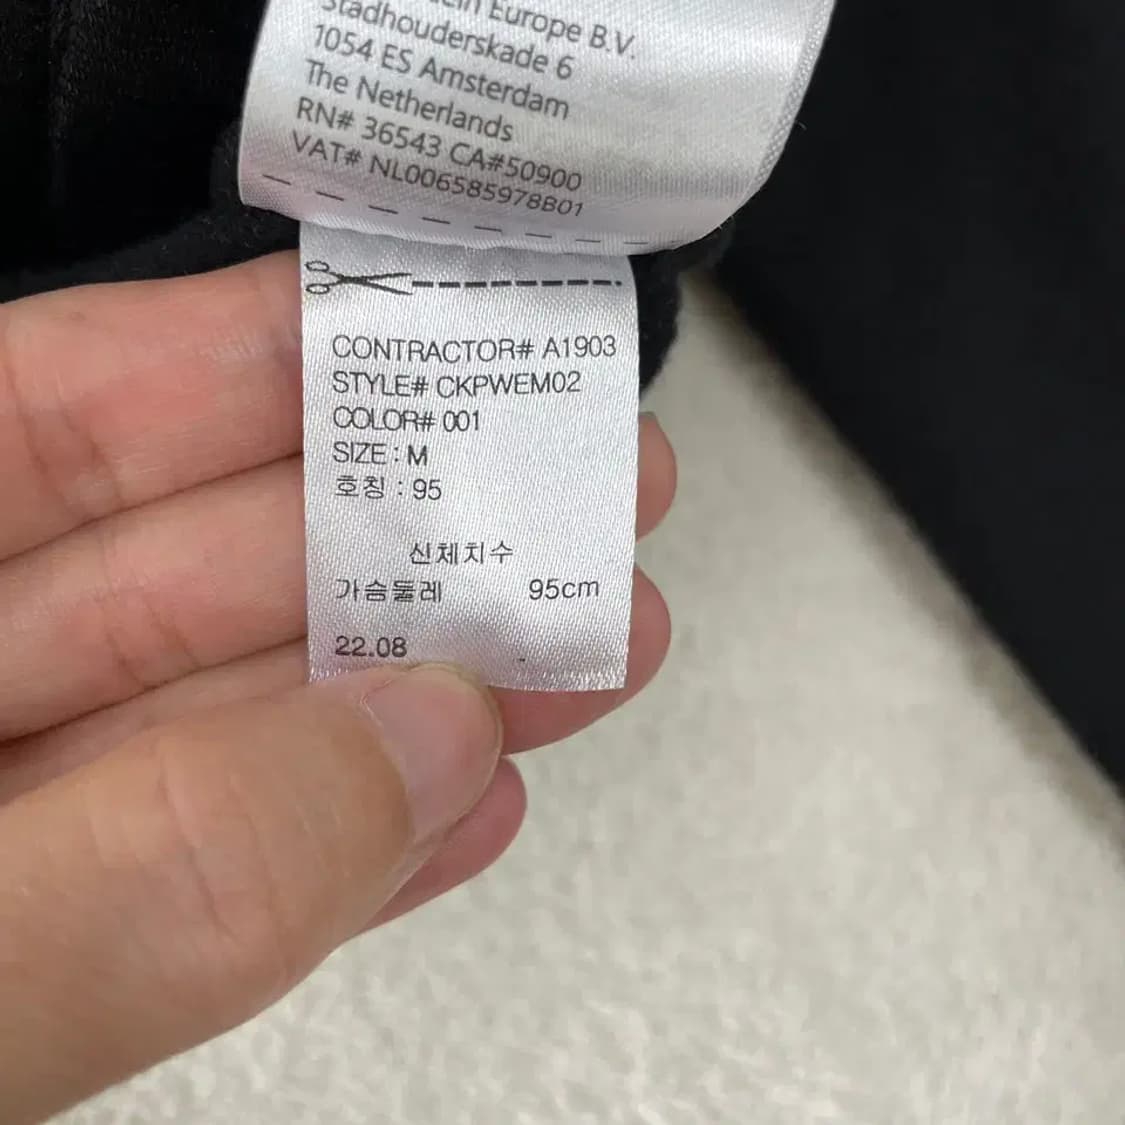 Europe B.V.
Stadhouderskade 6
1054 ES Amsterdam
The Netherlands
RN# 36543 CA#50900
VAT# NL006585978B01
CONTRACTOR# A1903
STYLE# CKPWEM02
COLOR# 001
SIZE : M
호칭 : 95
신체치수
가슴둘레 95cm
22.08